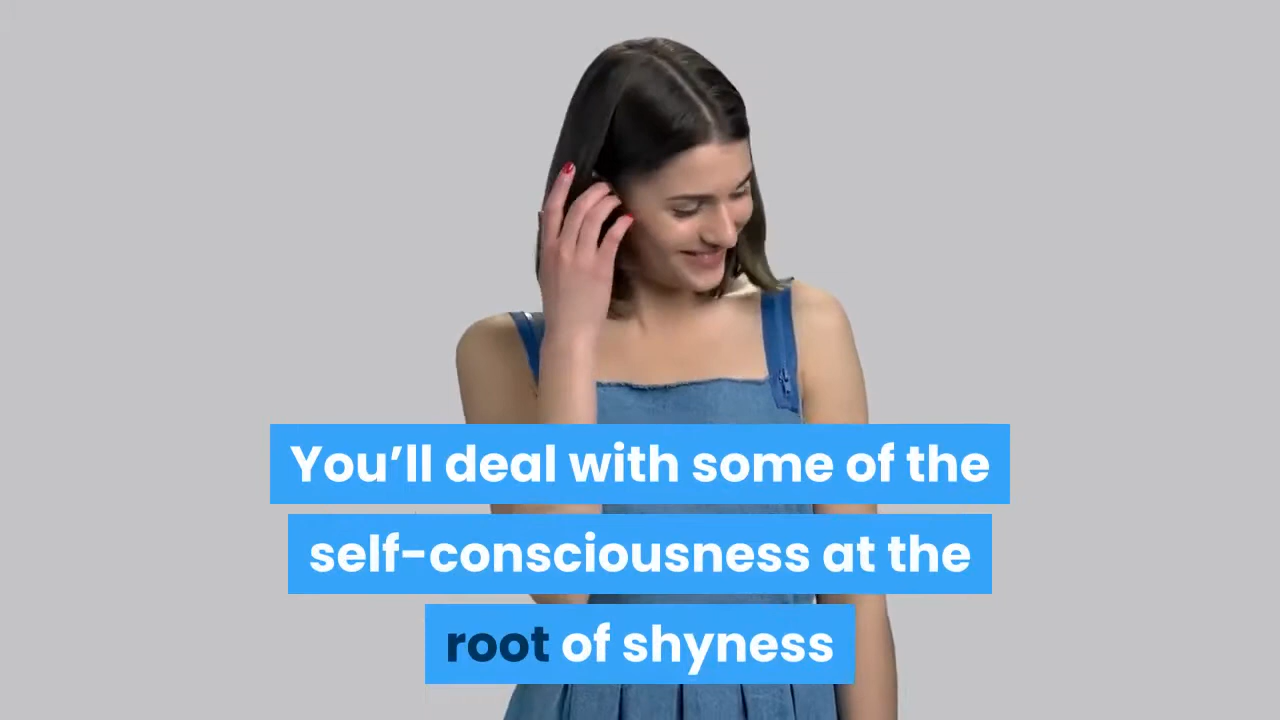 You’ll deal with some of the
self-consciousness at the
root of shyness